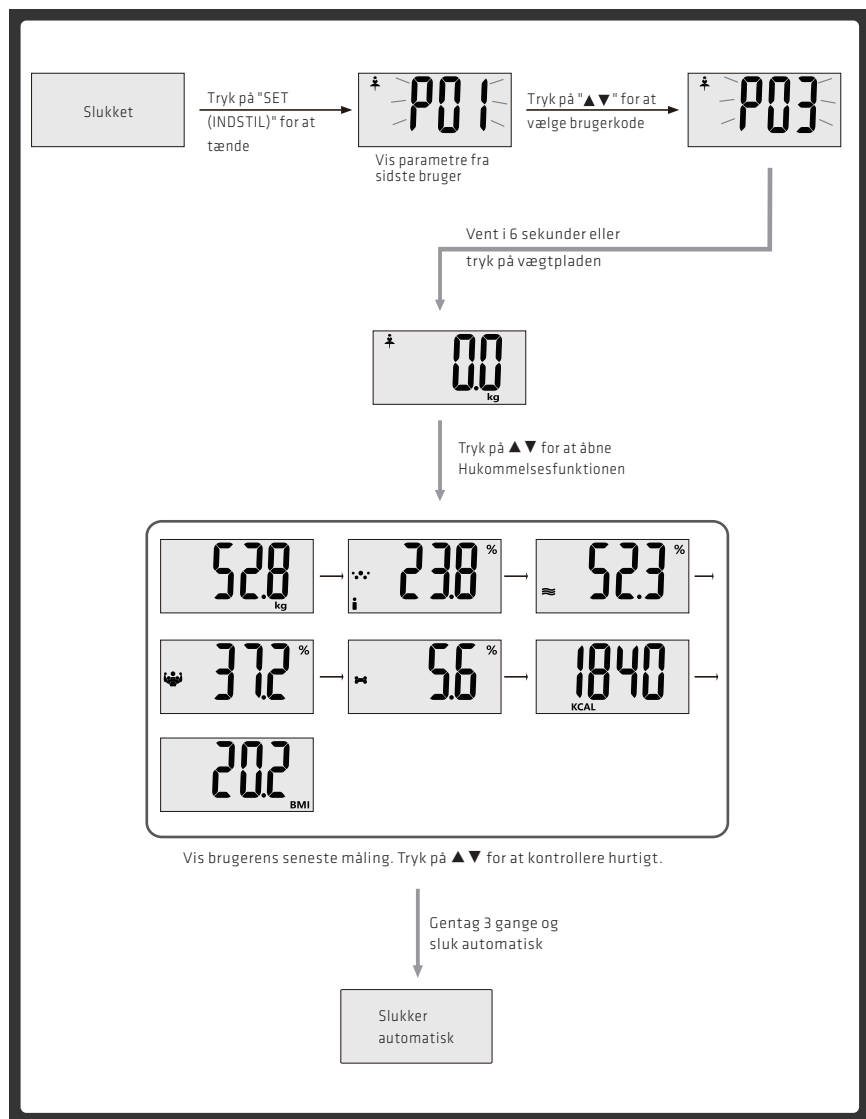 Slukket
Tryk på "SET
(INDSTIL)" for at
tænde
P01
Vis parametre fra
sidste bruger
Tryk på "▲▼" for at
vælge brugerkode
P03
Vent i 6 sekunder eller
tryk på vægtpladen
0.0
kg
Tryk på ▲▼ for at åbne
Hukommelsesfunktionen
52.8
kg
23.8 %
52.3 %
37.2 %
5.6 %
1840
KCAL
20.2
BMI
Vis brugerens seneste måling. Tryk på ▲▼ for at kontrollere hurtigt.
Gentag 3 gange og
sluk automatisk
Slukker
automatisk